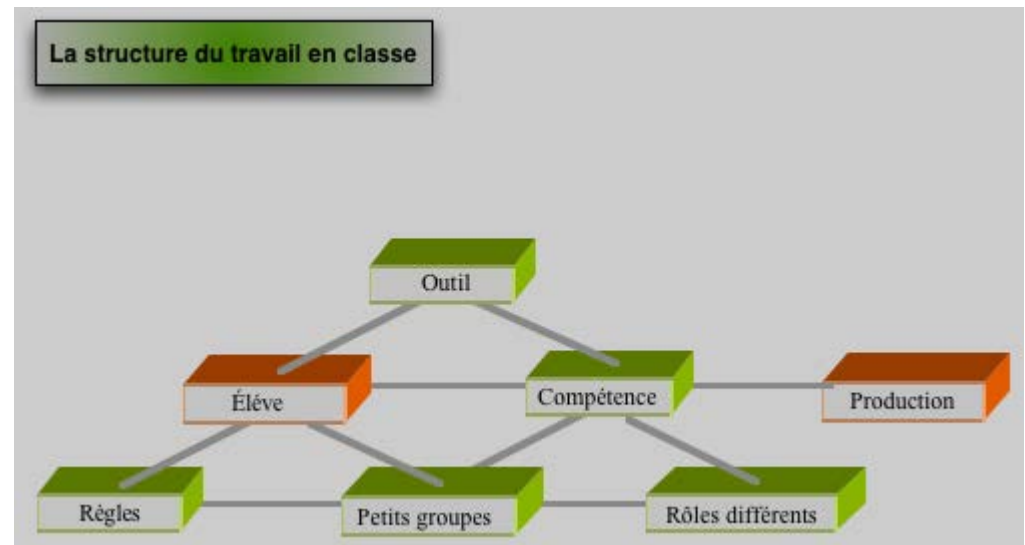 La structure du travail en classe
Outil
Éléve
Compétence
Production
Règles
Petits groupes
Rôles différents